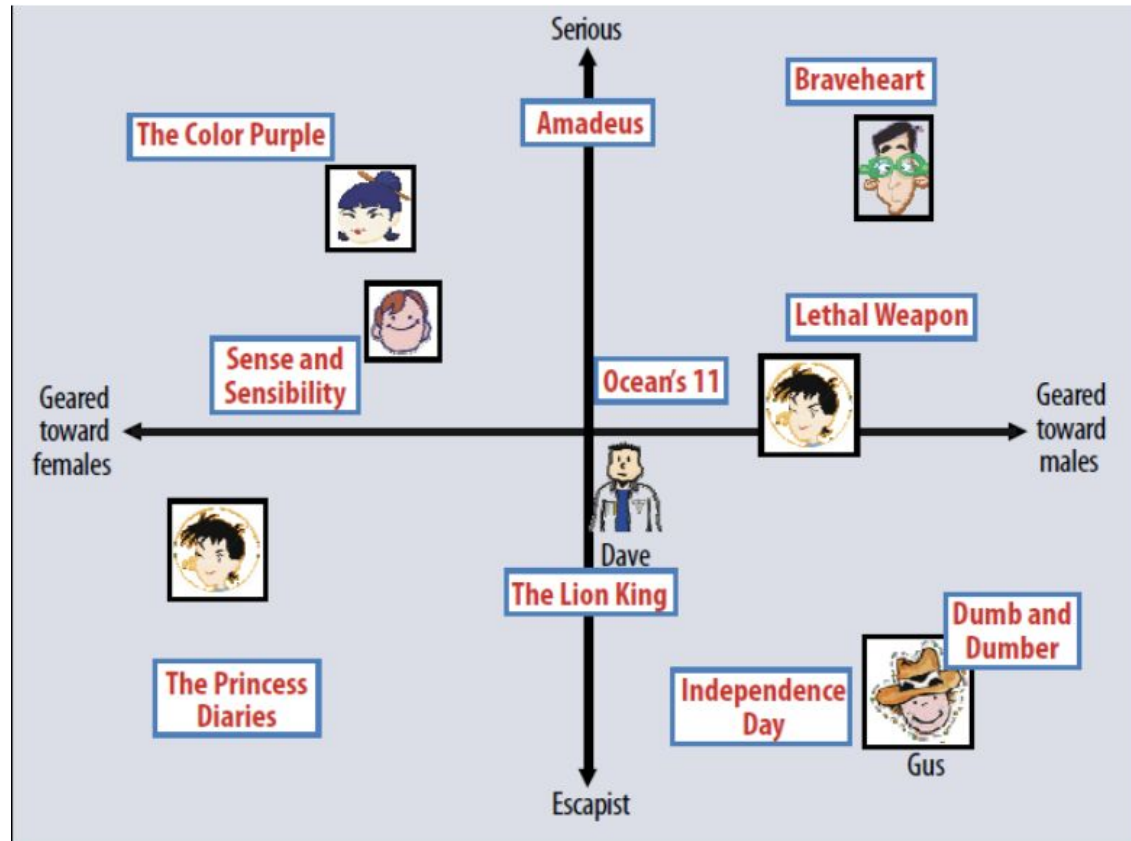 Serious
Braveheart
Amadeus
The Color Purple
Lethal Weapon
Sense and
Sensibility
Ocean's 11
Geared
toward
females
Geared
toward
males
Dave
The Lion King
Dumb and
Dumber
The Princess
Diaries
Independence
Day
Gus
Escapist